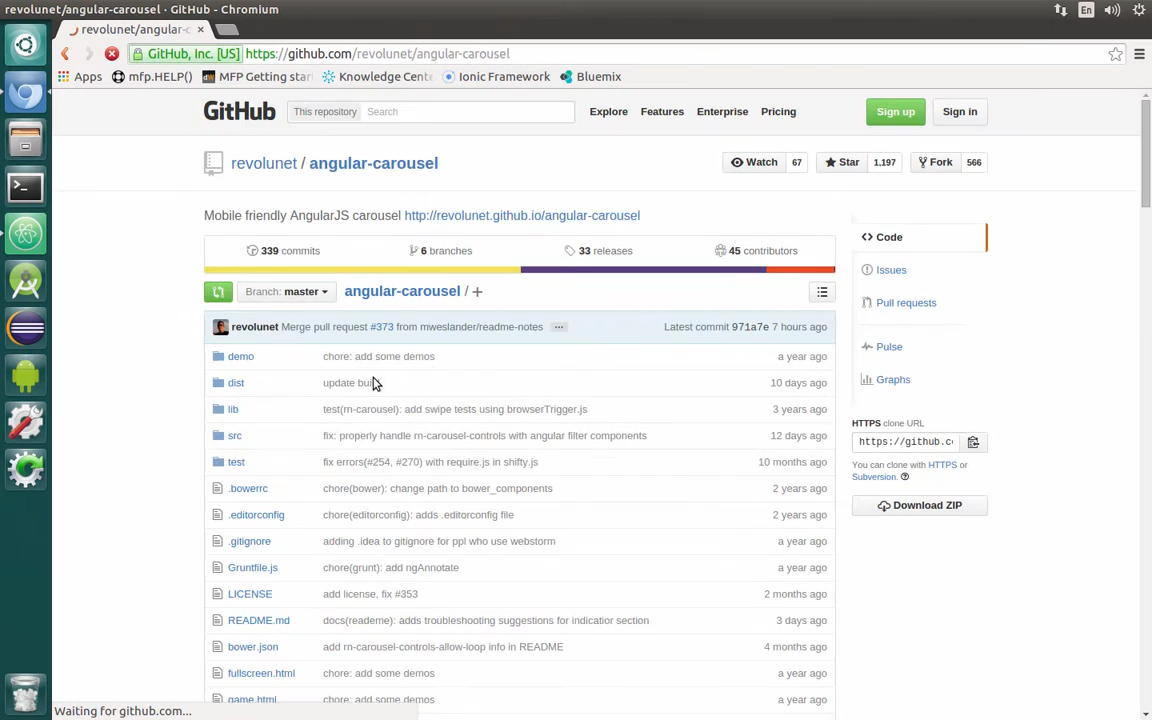 revolunet/angular-carousel · GitHub - Chromium
En
revolunet/angular-c
GitHub, Inc. [US]
https://github.com/revolunet/angular-carousel
Apps
mfp.HELP()
MFP Getting star
Knowledge Cente
Ionic Framework
Bluemix
GitHub
This repository
Search
Explore
Features
Enterprise
Pricing
Sign up
Sign in
revolunet / angular-carousel
Watch 67
Star 1,197
Fork 566
Mobile friendly AngularJS carousel http://revolunet.github.io/angular-carousel
339 commits
6 branches
33 releases
45 contributors
Branch: master
angular-carousel / +
revolunet Merge pull request #373 from mweslander/readme-notes ... Latest commit 971a7e 7 hours ago
demo chore: add some demos a year ago
dist update bui 10 days ago
lib test(rn-carousel): add swipe tests using browserTrigger.js 3 years ago
src fix: properly handle rn-carousel-controls with angular filter components 12 days ago
test fix errors(#254, #270) with require.js in shifty.js 10 months ago
.bowerrc chore(bower): change path to bower_components 2 years ago
.editorconfig chore(editorconfig): adds .editorconfig file 2 years ago
.gitignore adding .idea to gitignore for ppl who use webstorm a year ago
Gruntfile.js chore(grunt): add ngAnnotate a year ago
LICENSE add license, fix #353 2 months ago
README.md docs(reademe): adds troubleshooting suggestions for indicatior section 3 days ago
bower.json add rn-carousel-controls-allow-loop info in README 4 months ago
fullscreen.html chore: add some demos a year ago
game.html chore: add some demos a year ago
Code
Issues
Pull requests
Pulse
Graphs
HTTPS clone URL
https://github.c
You can clone with HTTPS or
Subversion.
Download ZIP
Waiting for github.com...